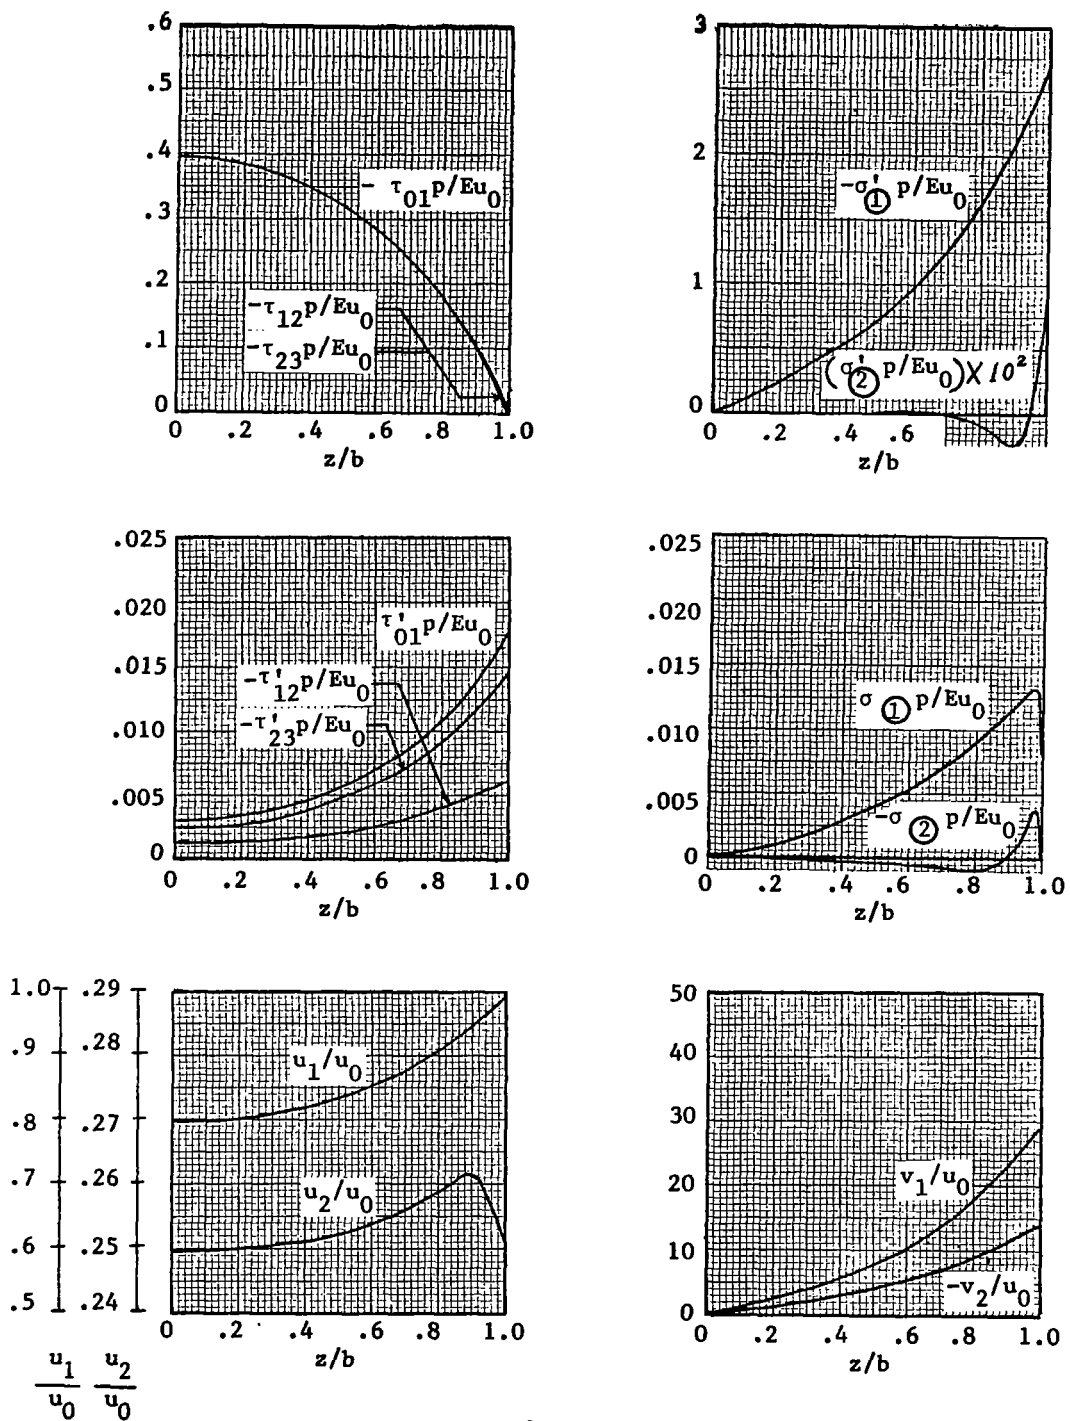 .6
.5
.4
.3
.2
.1
0
- τ01p/Eu0
-τ12p/Eu0
-τ23p/Eu0
0 .2 .4 .6 .8 1.0
z/b
3
2
1
0
-σ'① p/Eu0
(σ'② p/Eu0)X10²
0 .2 .4 .6
z/b
.025
.020
.015
.010
.005
0
τ'01p/Eu0
-τ'12p/Eu0
-τ'23p/Eu0
0 .2 .4 .6 .8 1.0
z/b
.025
.020
.015
.010
.005
0
σ ① p/Eu0
-σ ② p/Eu0
0 .2 .4 .6 .8 1.0
z/b
1.0 .29
.9 .28
.8 .27
.7 .26
.6 .25
.5 .24
u1/u0
u2/u0
0 .2 .4 .6 .8 1.0
z/b
u1/u0 u2/u0
50
40
30
20
10
0
v1/u0
-v2/u0
0 .2 .4 .6 .8 1.0
z/b